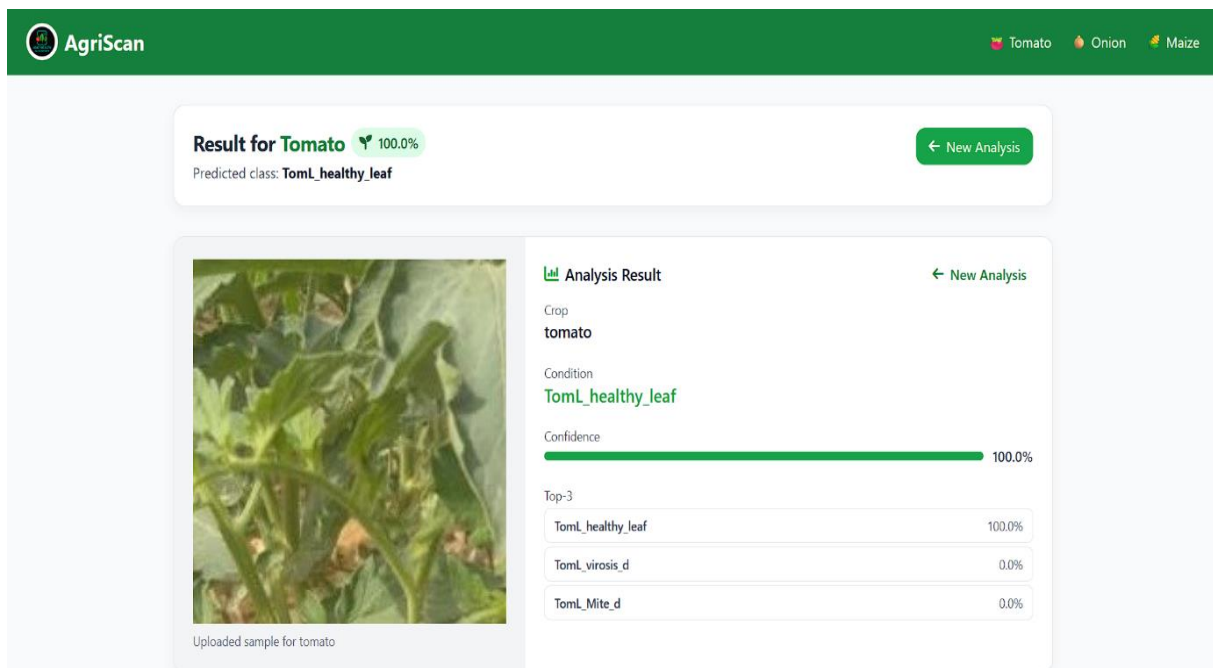 AgriScan
Tomato Onion Maize
Result for Tomato 100.0%
Predicted class: TomL_healthy_leaf
← New Analysis
Analysis Result
← New Analysis
Crop
tomato
Condition
TomL_healthy_leaf
Confidence
100.0%
Top-3
TomL_healthy_leaf 100.0%
TomL_virosis_d 0.0%
TomL_Mite_d 0.0%
Uploaded sample for tomato